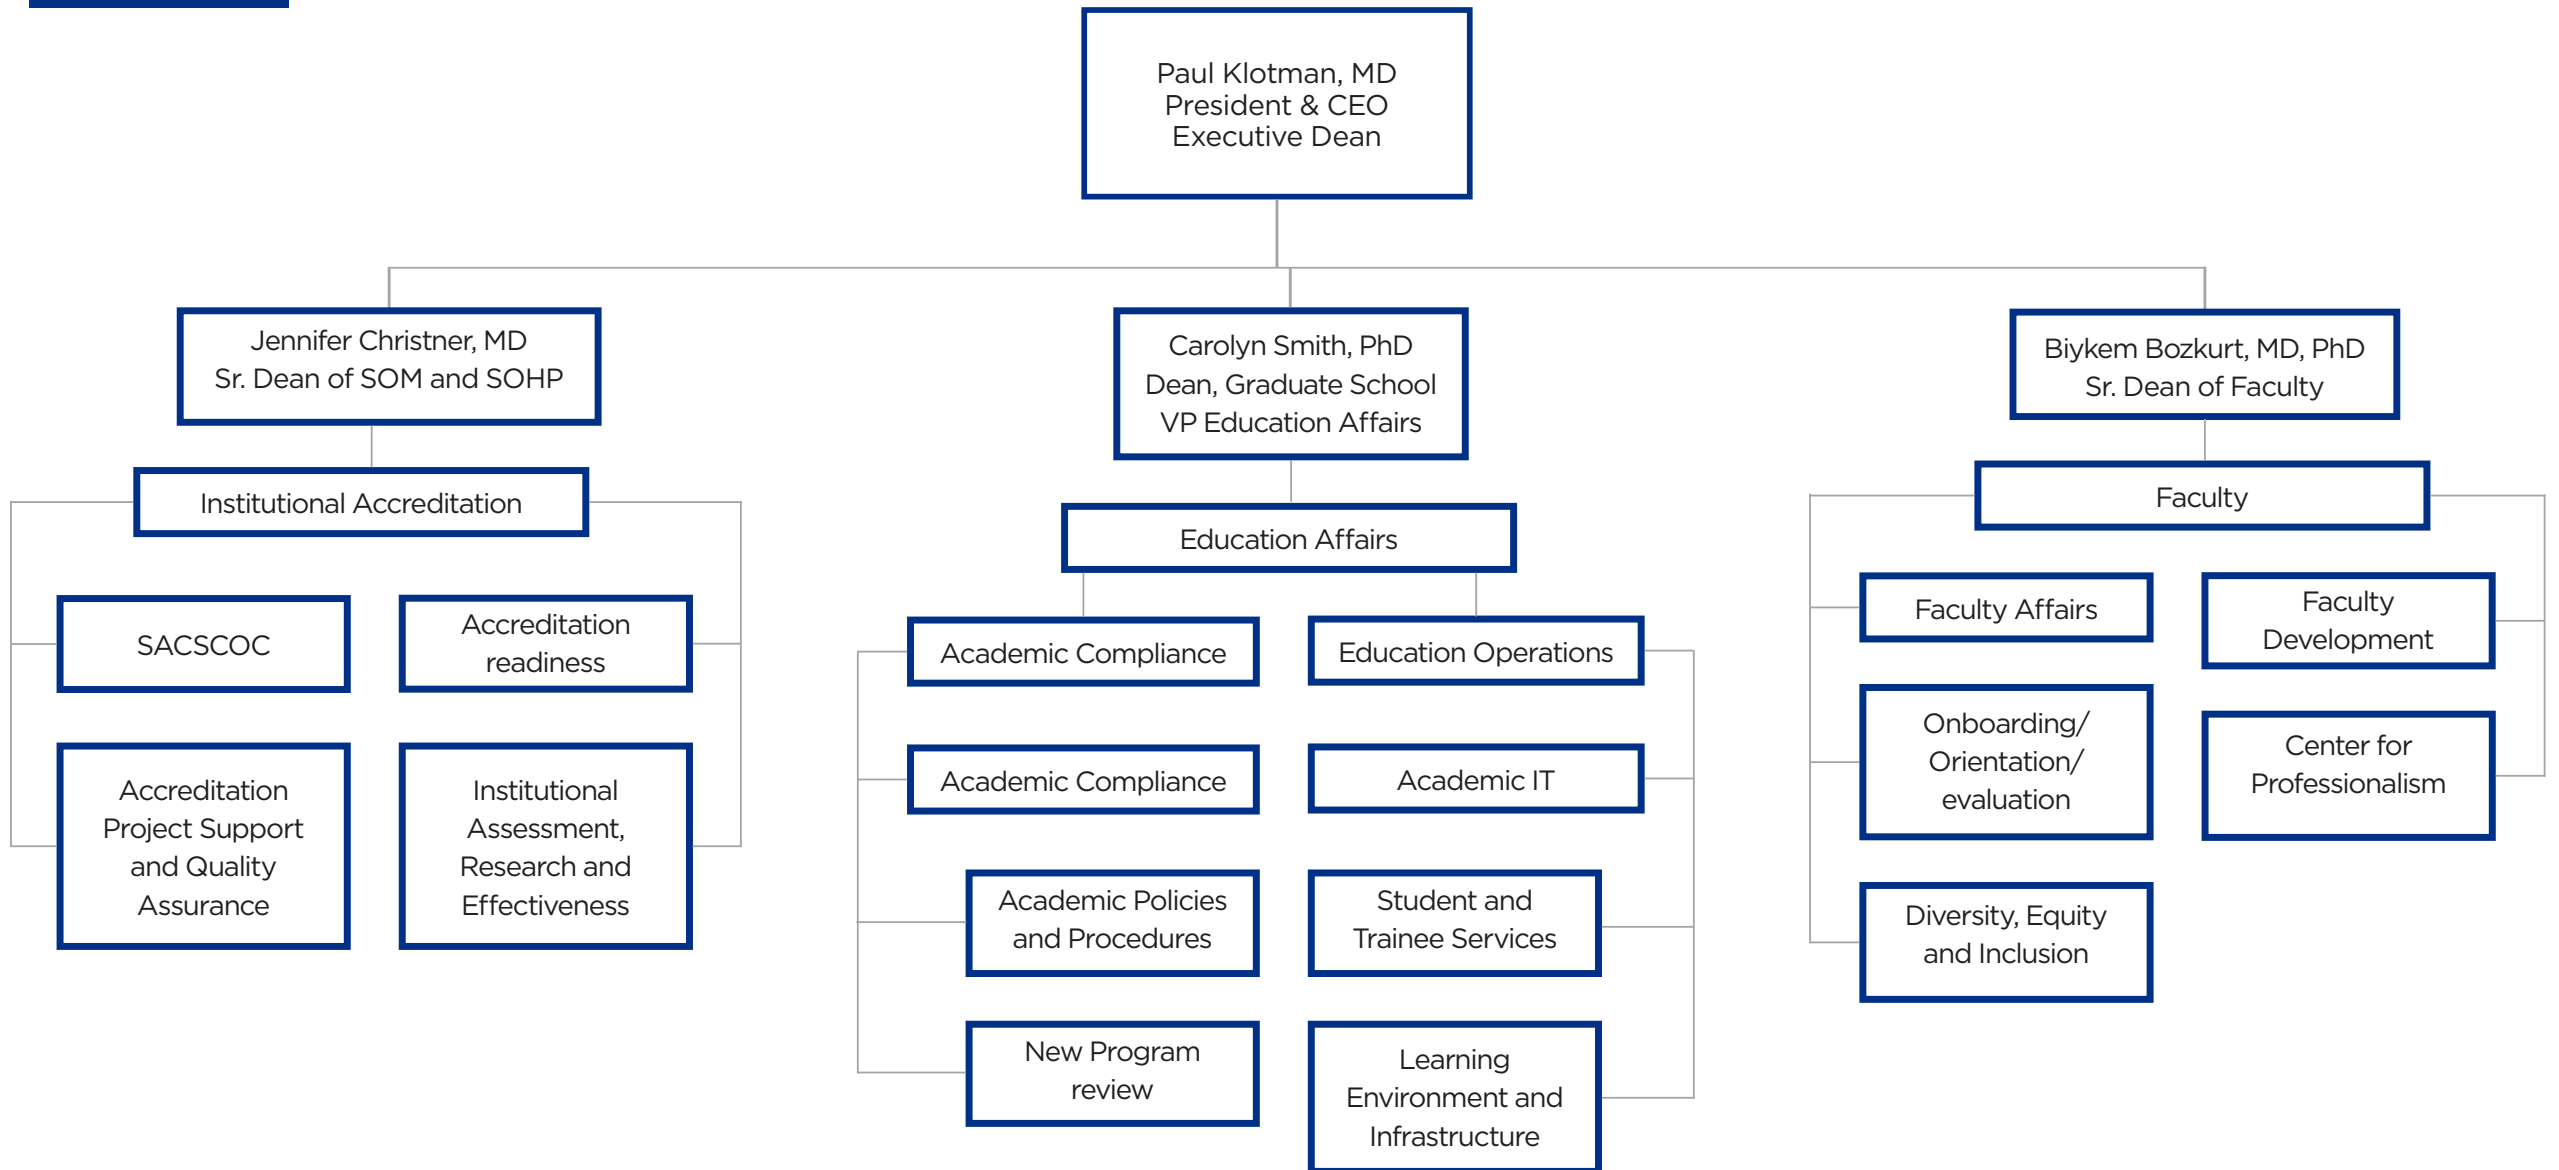 Paul Klotman, MD
President & CEO
Executive Dean
Jennifer Christner, MD
Sr. Dean of SOM and SOHP
Carolyn Smith, PhD
Dean, Graduate School
VP Education Affairs
Biykem Bozkurt, MD, PhD
Sr. Dean of Faculty
Institutional Accreditation
SACSCOC
Accreditation
readiness
Accreditation
Project Support
and Quality
Assurance
Institutional
Assessment,
Research and
Effectiveness
Education Affairs
Academic Compliance
Education Operations
Academic Compliance
Academic IT
Academic Policies
and Procedures
Student and
Trainee Services
New Program
review
Learning
Environment and
Infrastructure
Faculty
Faculty Affairs
Faculty
Development
Onboarding/
Orientation/
evaluation
Center for
Professionalism
Diversity, Equity
and Inclusion